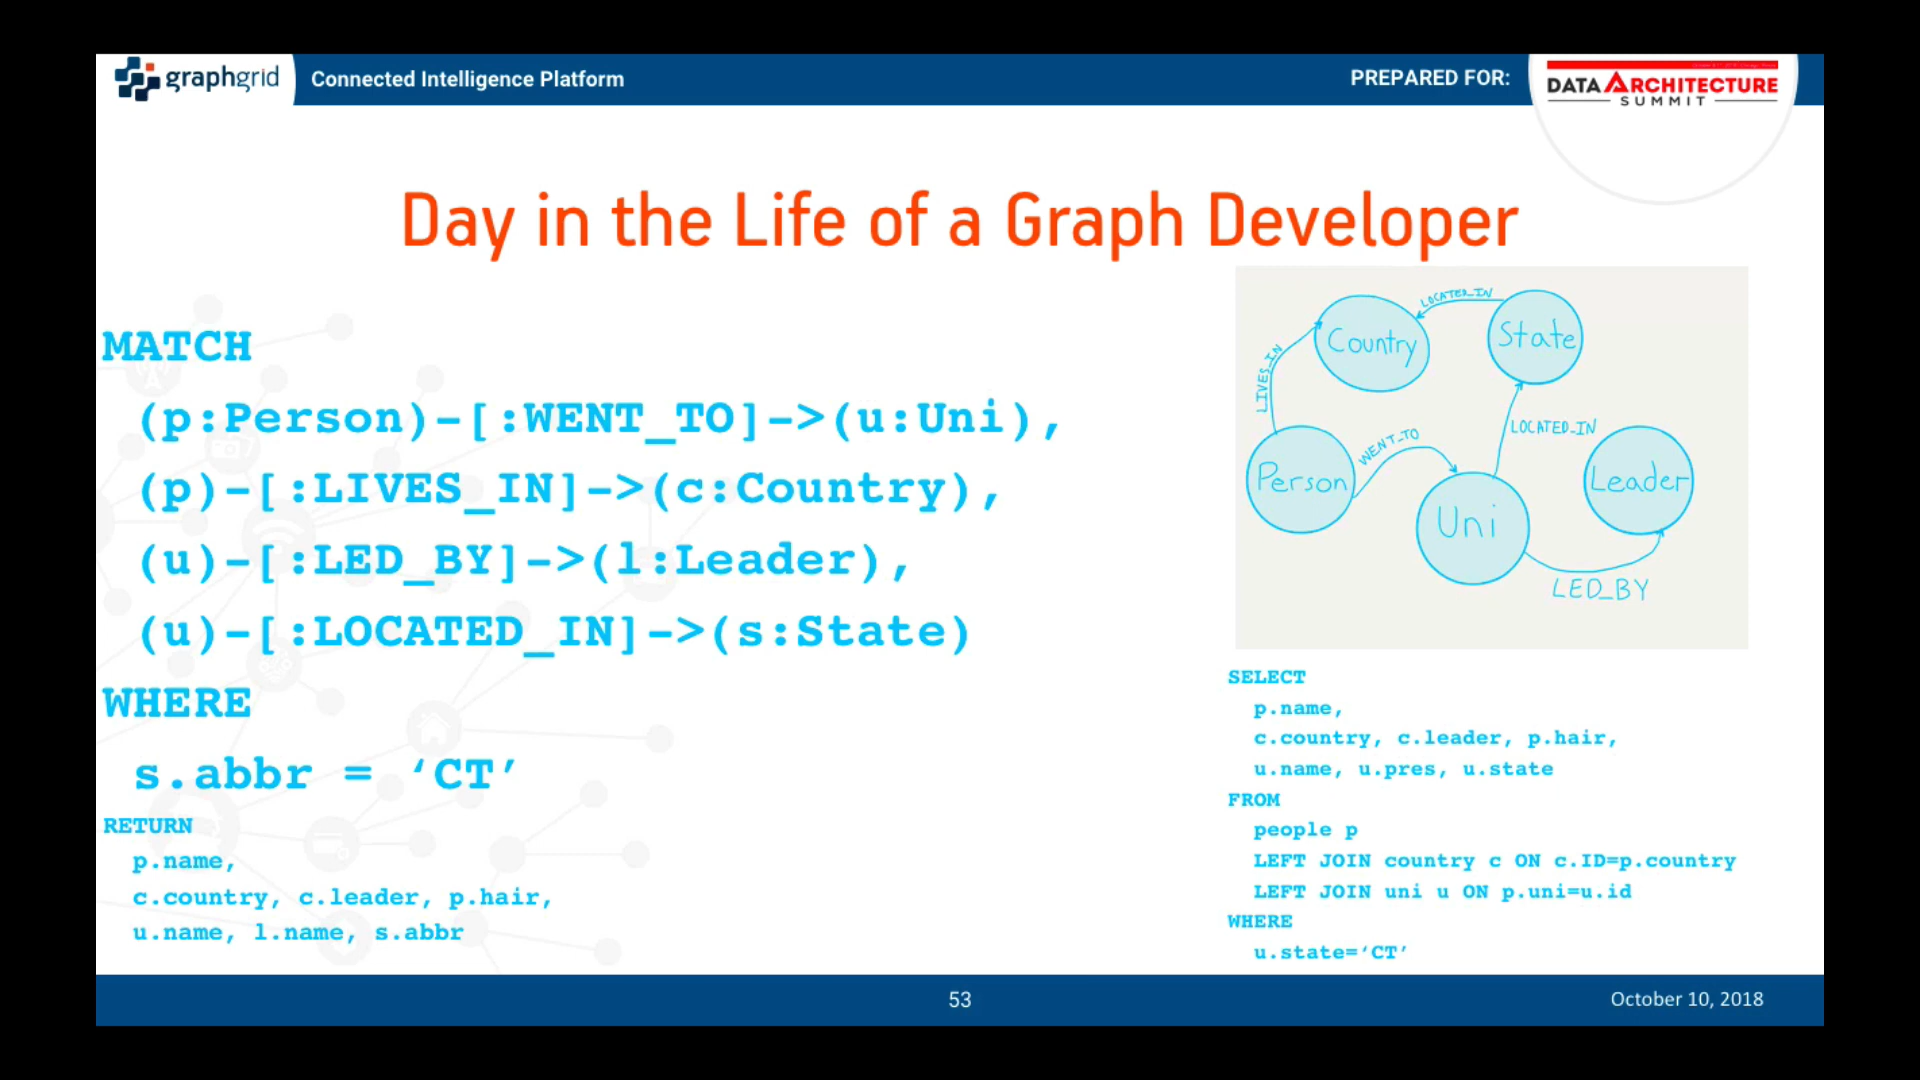 graphgrid
Connected Intelligence Platform
PREPARED FOR:
DATA ARCHITECTURE
SUMMIT
Day in the Life of a Graph Developer
MATCH
(p:Person)-[:WENT_TO]->(u:Uni),
(p)-[:LIVES_IN]->(c:Country),
(u)-[:LED_BY]->(l:Leader),
(u)-[:LOCATED_IN]->(s:State)
WHERE
s.abbr = ‘CT’
RETURN
p.name,
c.country, c.leader, p.hair,
u.name, l.name, s.abbr
LOCATED_IN
Country
State
LIVES_IN
LOCATED_IN
WENT_TO
Person
Leader
Uni
LED_BY
SELECT
p.name,
c.country, c.leader, p.hair,
u.name, u.pres, u.state
FROM
people p
LEFT JOIN country c ON c.ID=p.country
LEFT JOIN uni u ON p.uni=u.id
WHERE
u.state=‘CT’
53
October 10, 2018